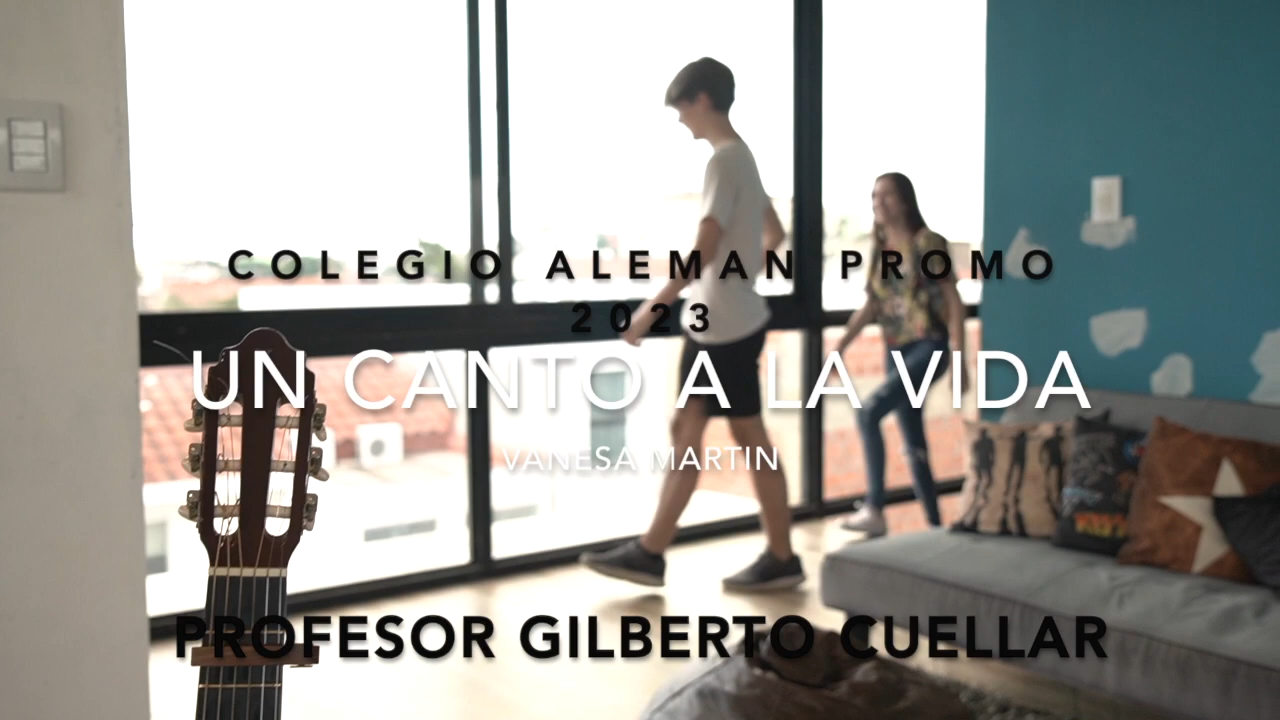 COLEGIO ALEMAN PROMO
2023
UN CANTO A LA VIDA
VANESA MARTIN
PROFESOR GILBERTO CUELLAR